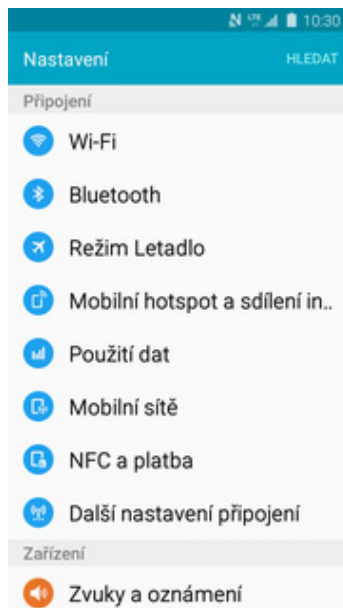 LTE 10:30
Nastavení HLEDAT
Připojení
Wi-Fi
Bluetooth
Režim Letadlo
Mobilní hotspot a sdílení in..
Použití dat
Mobilní sítě
NFC a platba
Další nastavení připojení
Zařízení
Zvuky a oznámení